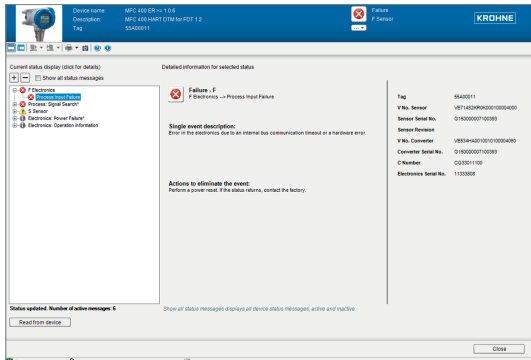 Device name MFC 400 ER >= 1.0.6
Description MFC 400 HART DTM for FDT 1.2
Tag 55A00011
Failure
F Sensor
KROHNE
Current status display (click for details)
Detailed information for selected status
Show all status messages
F Electronics
Process Input Failure
Process: Signal Search*
S Sensor
Electronics: Power Failure*
Electronics: Operation Information
Failure - F
F Electronics --> Process Input Failure
Single event description:
Error in the electronics due to an internal bus communication timeout or a hardware error.
Actions to eliminate the event:
Perform a power reset. If the status returns, contact the factory.
Tag 55A00011
V No. Sensor
Sensor Serial No. G150000007100393
Sensor Revision
V No. Converter
Converter Serial No. G150000007100393
C Number CG33011100
Electronics Serial No. 11333806
Status updated. Number of active messages: 6
Show all status messages displays all device status messages, active and inactive
Read from device
Close